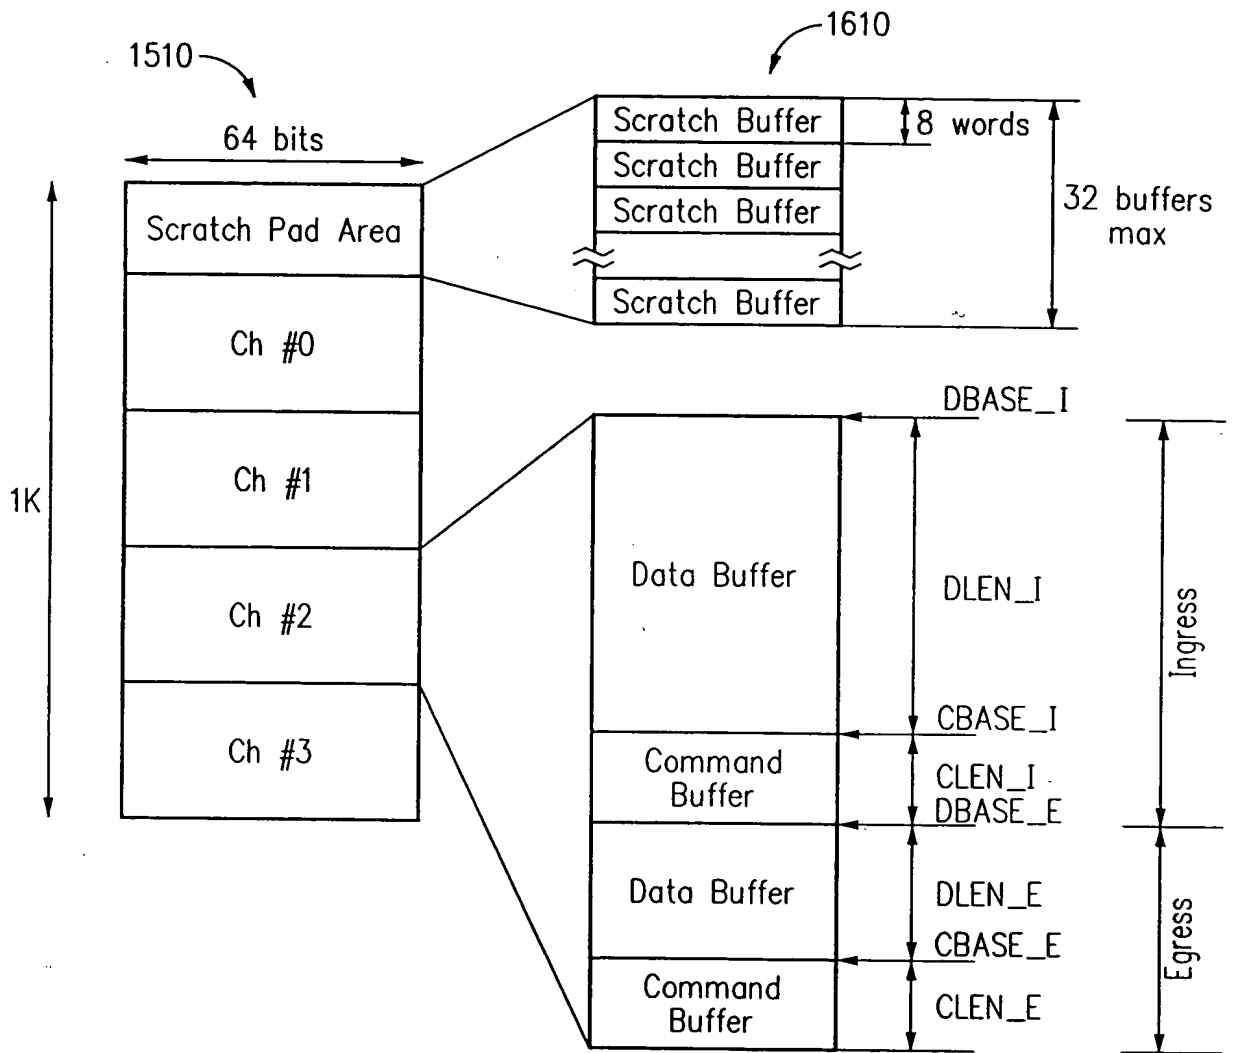 1510
1610
64 bits
Scratch Pad Area
Ch #0
Ch #1
Ch #2
Ch #3
1K
Scratch Buffer
Scratch Buffer
Scratch Buffer
Scratch Buffer
8 words
32 buffers
max
DBASE_I
Data Buffer
DLEN_I
CBASE_I
Command
Buffer
CLEN_I
DBASE_E
Data Buffer
DLEN_E
CBASE_E
Command
Buffer
CLEN_E
Ingress
Egress